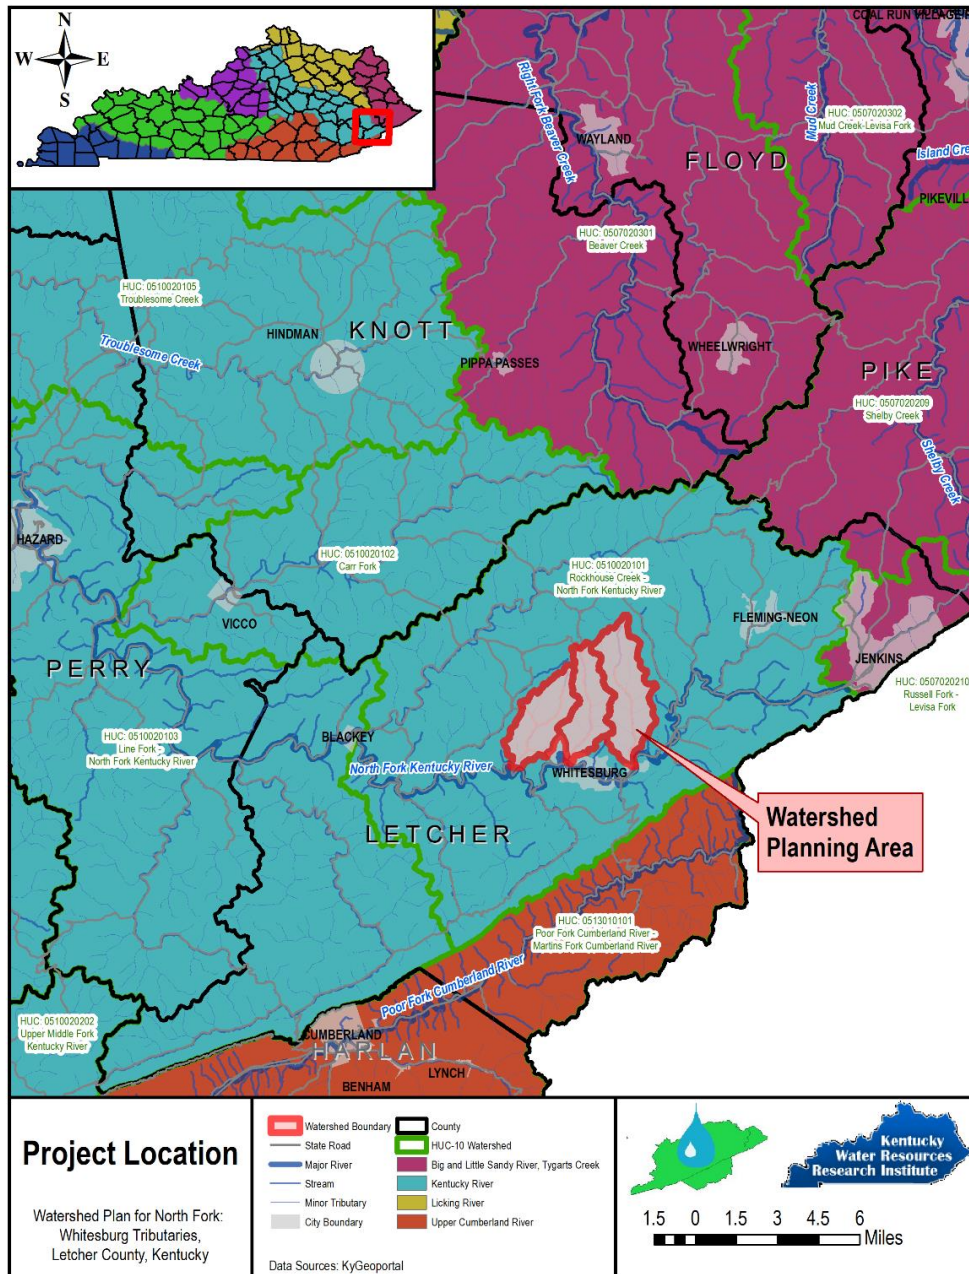 N
W E
S
COAL RUN VILLAGE
Right Fork Beaver Creek
WAYLAND
FLOYD
Mud Creek
HUC: 0507020302
Mud Creek-Levisa Fork
Island Cre
PIKEVILL
HUC: 0507020301
Beaver Creek
HUC: 0510020105
Troublesome Creek
Troublesome Creek
HINDMAN
KNOTT
PIPPA PASSES
WHEELWRIGHT
PIKE
HUC: 0507020209
Shelby Creek
Shelby Creek
HAZARD
HUC: 0510020102
Carr Fork
VICCO
HUC: 0510020101
Rockhouse Creek -
North Fork Kentucky River
FLEMING-NEON
JENKINS
HUC: 0507020210
Russell Fork -
Levisa Fork
PERRY
HUC: 0510020103
Line Fork -
North Fork Kentucky River
BLACKEY
North Fork Kentucky River
WHITESBURG
LETCHER
Watershed
Planning Area
HUC: 0513010101
Poor Fork Cumberland River -
Martins Fork Cumberland River
Poor Fork Cumberland River
HUC: 0510020202
Upper Middle Fork
Kentucky River
CUMBERLAND
HARLAN
LYNCH
BENHAM
Project Location
Watershed Plan for North Fork:
Whitesburg Tributaries,
Letcher County, Kentucky
Watershed Boundary
State Road
Major River
Stream
Minor Tributary
City Boundary
County
HUC-10 Watershed
Big and Little Sandy River, Tygarts Creek
Kentucky River
Licking River
Upper Cumberland River
Data Sources: KyGeoportal
Kentucky
Water Resources
Research Institute
1.5 0 1.5 3 4.5 6
Miles